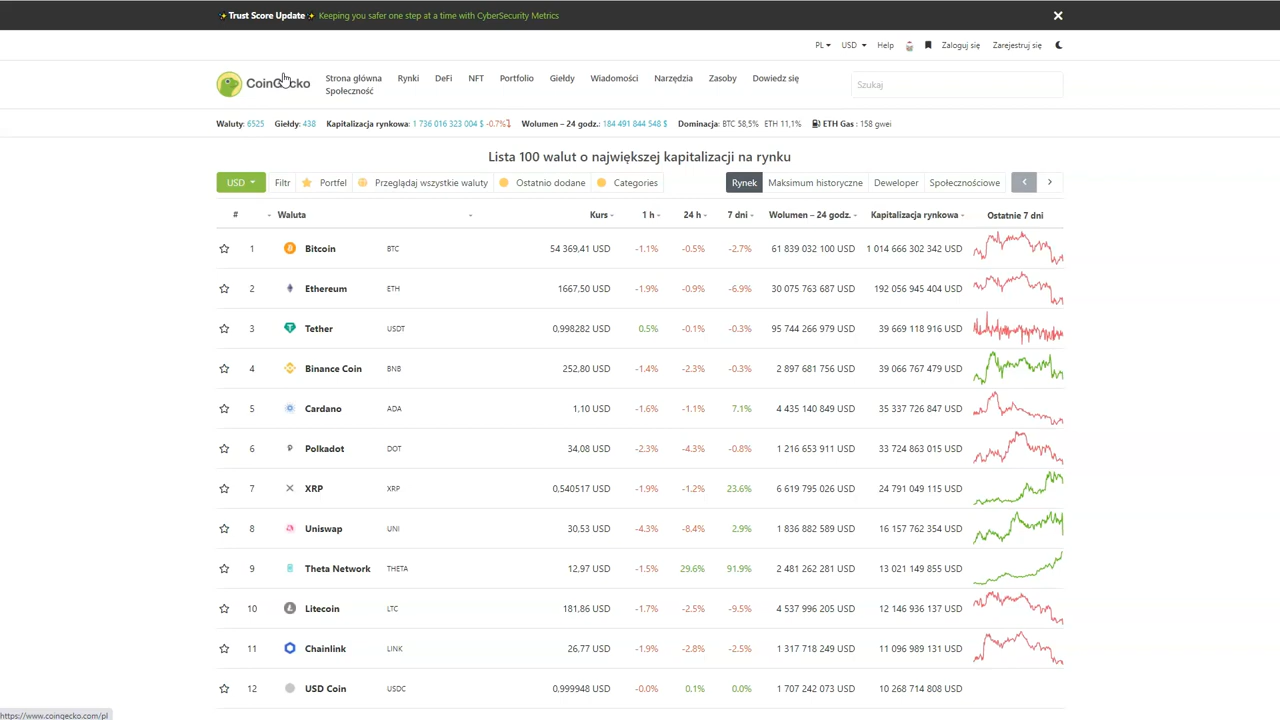 ✨Trust Score Update✨ Keeping you safer one step at a time with CyberSecurity Metrics
PL USD Help Zaloguj się Zarejestruj się
CoinGecko Strona główna Rynki DeFi NFT Portfolio Giełdy Wiadomości Narzędzia Zasoby Dowiedz się Szukaj
Społeczność
Waluty: 6525 Giełdy: 438 Kapitalizacja rynkowa: 1 736 016 323 004 $ -0.7% Wolumen – 24 godz.: 184 491 844 548 $ Dominacja: BTC 58,5% ETH 11,1% ETH Gas : 158 gwei
Lista 100 walut o największej kapitalizacji na rynku
USD Filtr Portfel Przeglądaj wszystkie waluty Ostatnio dodane Categories Rynek Maksimum historyczne Deweloper Społecznościowe
# Waluta Kurs 1 h 24 h 7 dni Wolumen – 24 godz. Kapitalizacja rynkowa Ostatnie 7 dni
1 Bitcoin BTC 54 369,41 USD -1.1% -0.5% -2.7% 61 839 032 100 USD 1 014 666 302 342 USD
2 Ethereum ETH 1667,50 USD -1.9% -0.9% -6.9% 30 075 763 687 USD 192 056 945 404 USD
3 Tether USDT 0,998282 USD 0.5% -0.1% -0.3% 95 744 266 979 USD 39 669 118 916 USD
4 Binance Coin BNB 252,80 USD -1.4% -2.3% -0.3% 2 897 681 756 USD 39 066 767 479 USD
5 Cardano ADA 1,10 USD -1.6% -1.1% 7.1% 4 435 140 849 USD 35 337 726 847 USD
6 Polkadot DOT 34,08 USD -2.3% -4.3% -0.8% 1 216 653 911 USD 33 724 863 015 USD
7 XRP XRP 0,540517 USD -1.9% -1.2% 23.6% 6 619 795 026 USD 24 791 049 115 USD
8 Uniswap UNI 30,53 USD -4.3% -8.4% 2.9% 1 836 882 589 USD 16 157 762 354 USD
9 Theta Network THETA 12,97 USD -1.5% 29.6% 91.9% 2 481 262 281 USD 13 021 149 855 USD
10 Litecoin LTC 181,86 USD -1.7% -2.5% -9.5% 4 537 996 205 USD 12 146 936 137 USD
11 Chainlink LINK 26,77 USD -1.9% -2.8% -2.5% 1 317 718 249 USD 11 096 989 131 USD
12 USD Coin USDC 0,999948 USD -0.0% 0.1% 0.0% 1 707 242 073 USD 10 268 714 808 USD
https://www.coingecko.com/pl